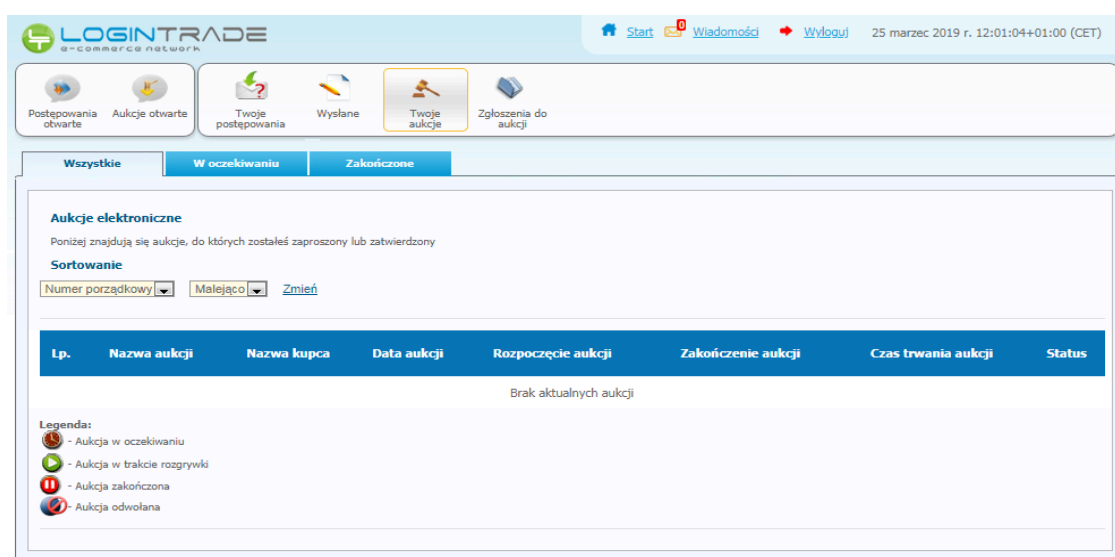 LOGINTRADE
e-commerce network
Start 0 Wiadomości Wyloguj 25 marzec 2019 r. 12:01:04+01:00 (CET)
Postępowania otwarte
Aukcje otwarte
Twoje postępowania
Wysłane
Twoje aukcje
Zgłoszenia do aukcji
Wszystkie W oczekiwaniu Zakończone
Aukcje elektroniczne
Poniżej znajdują się aukcje, do których zostałeś zaproszony lub zatwierdzony
Sortowanie
Numer porządkowy Malejąco Zmień
Lp. Nazwa aukcji Nazwa kupca Data aukcji Rozpoczęcie aukcji Zakończenie aukcji Czas trwania aukcji Status
Brak aktualnych aukcji
Legenda:
- Aukcja w oczekiwaniu
- Aukcja w trakcie rozgrywki
- Aukcja zakończona
- Aukcja odwołana